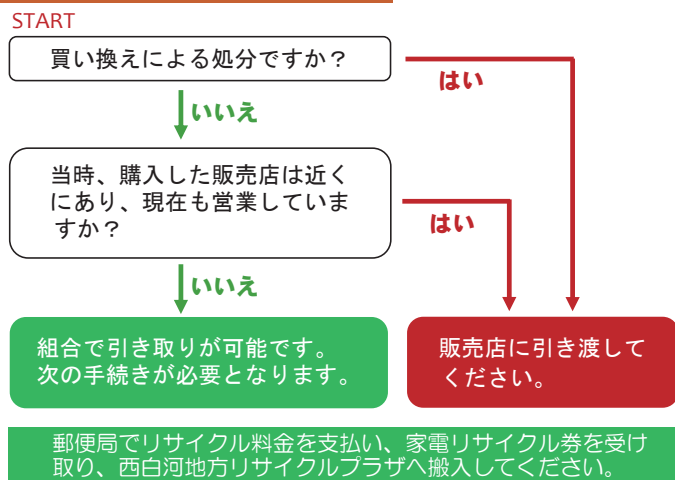 START
買い換えによる処分ですか？
はい
いいえ
当時、購入した販売店は近く
にあり、現在も営業していま
すか？
はい
いいえ
組合で引き取りが可能です。
次の手続きが必要となります。
販売店に引き渡して
ください。
郵便局でリサイクル料金を支払い、家電リサイクル券を受け
取り、西白河地方リサイクルプラザへ搬入してください。